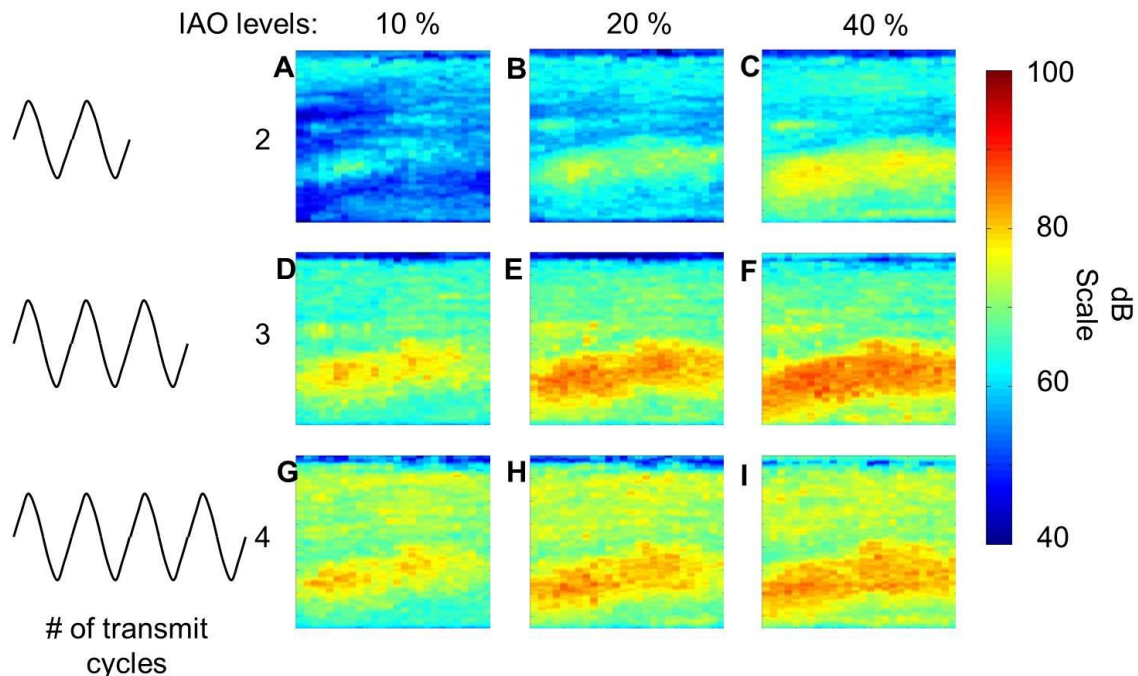 IAO levels: 10 % 20 % 40 %
A B C
2
D E F
3
G H I
4
# of transmit
cycles
100
80
60
40
dB
Scale